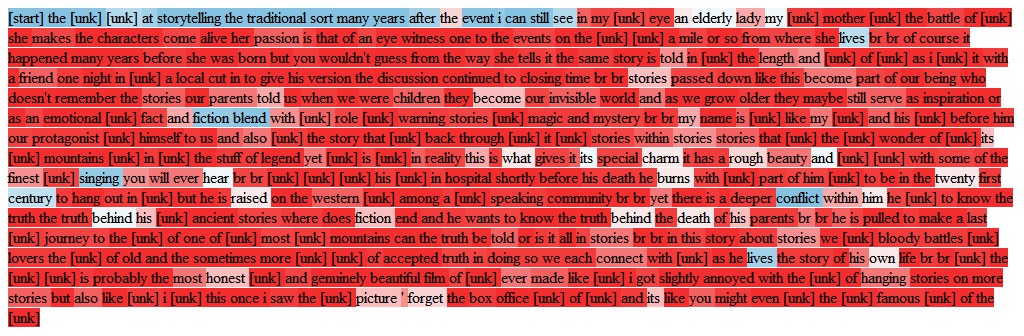 [start] the [unk] [unk] at storytelling the traditional sort many years after the event i can still see in my [unk] eye an elderly lady my [unk] mother [unk] the battle of [unk]
she makes the characters come alive her passion is that of an eye witness one to the events on the [unk] [unk] a mile or so from where she lives br br of course it
happened many years before she was born but you wouldn't guess from the way she tells it the same story is told in [unk] the length and [unk] of [unk] as i [unk] it with
a friend one night in [unk] a local cut in to give his version the discussion continued to closing time br br stories passed down like this become part of our being who
doesn't remember the stories our parents told us when we were children they become our invisible world and as we grow older they maybe still serve as inspiration or
as an emotional [unk] fact and fiction blend with [unk] role [unk] warning stories [unk] magic and mystery br br my name is [unk] like my [unk] and his [unk] before him
our protagonist [unk] himself to us and also [unk] the story that [unk] back through [unk] it [unk] stories within stories stories that [unk] the [unk] wonder of [unk] its
[unk] mountains [unk] in [unk] the stuff of legend yet [unk] is [unk] in reality this is what gives it its special charm it has a rough beauty and [unk] [unk] with some of the
finest [unk] singing you will ever hear br br [unk] [unk] [unk] his [unk] in hospital shortly before his death he burns with [unk] part of him [unk] to be in the twenty first
century to hang out in [unk] but he is raised on the western [unk] among a [unk] speaking community br br yet there is a deeper conflict within him he [unk] to know the
truth the truth behind his [unk] ancient stories where does fiction end and he wants to know the truth behind the death of his parents br br he is pulled to make a last
[unk] journey to the [unk] of one of [unk] most [unk] mountains can the truth be told or is it all in stories br br in this story about stories we [unk] bloody battles [unk]
lovers the [unk] of old and the sometimes more [unk] [unk] of accepted truth in doing so we each connect with [unk] as he lives the story of his own life br br [unk] the
[unk] [unk] is probably the most honest [unk] and genuinely beautiful film of [unk] ever made like [unk] i got slightly annoyed with the [unk] of hanging stories on more
stories but also like [unk] i [unk] this once i saw the [unk] picture ' forget the box office [unk] of [unk] and its like you might even [unk] the [unk] famous [unk] of the
[unk]